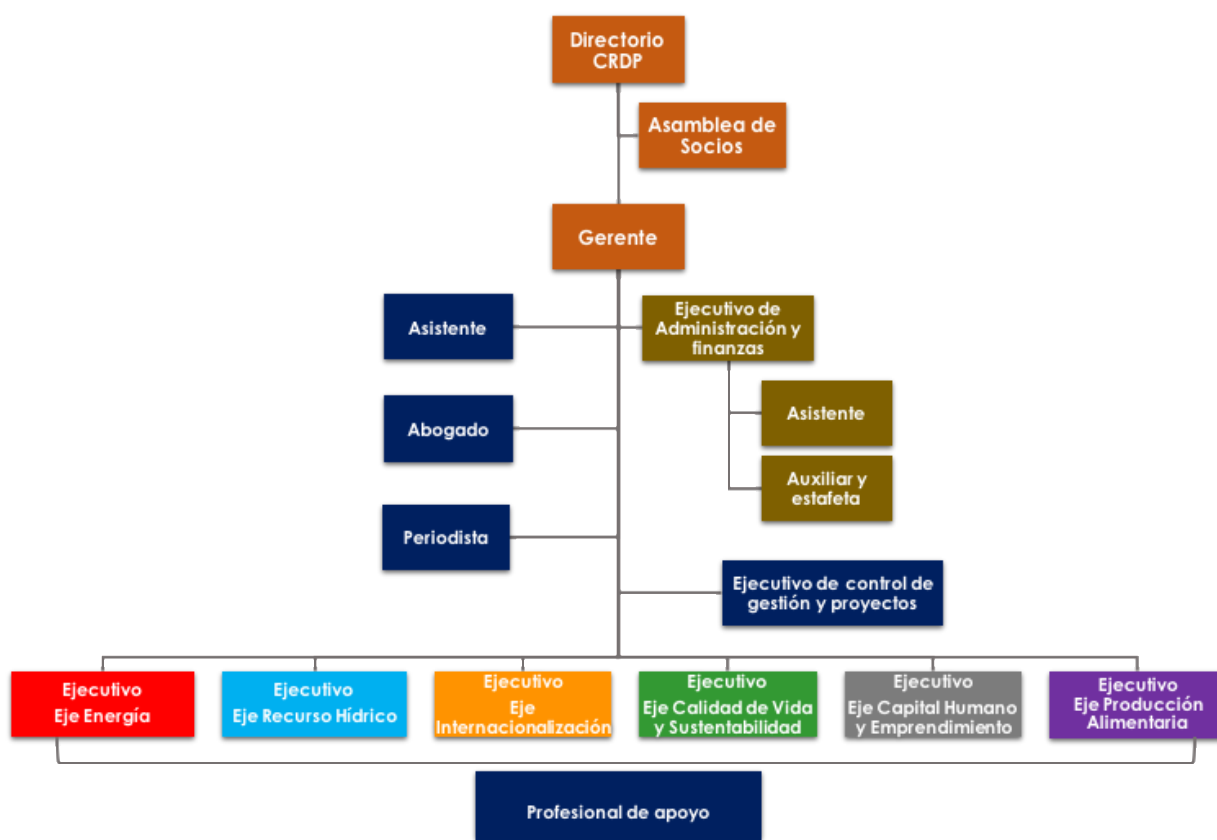 Directorio
CRDP
Asamblea de
Socios
Gerente
Asistente
Ejecutivo de
Administración y
finanzas
Asistente
Abogado
Auxiliar y
estafeta
Periodista
Ejecutivo de control de
gestión y proyectos
Ejecutivo
Eje Energía
Ejecutivo
Eje Recurso Hídrico
Ejecutivo
Eje
Internacionalización
Ejecutivo
Eje Calidad de Vida
y Sustentabilidad
Ejecutivo
Eje Capital Humano
y Emprendimiento
Ejecutivo
Eje Producción
Alimentaria
Profesional de apoyo